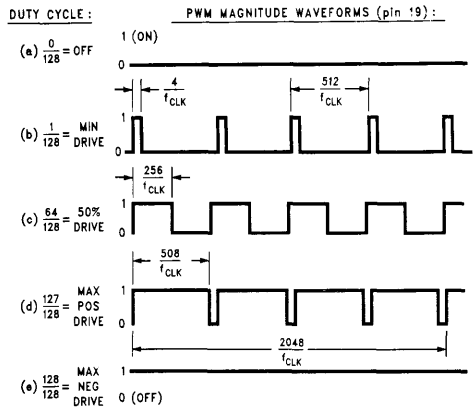 DUTY CYCLE: PWM MAGNITUDE WAVEFORMS (pin 19):
(a) 0/128 = OFF 1 (ON)
0
4/fCLK 512/fCLK
(b) 1/128 = MIN DRIVE 1
0
256/fCLK
(c) 64/128 = 50% DRIVE 1
0
508/fCLK
(d) 127/128 = MAX POS DRIVE 1
0
2048/fCLK
(e) 128/128 = MAX NEG DRIVE 1
0 (OFF)